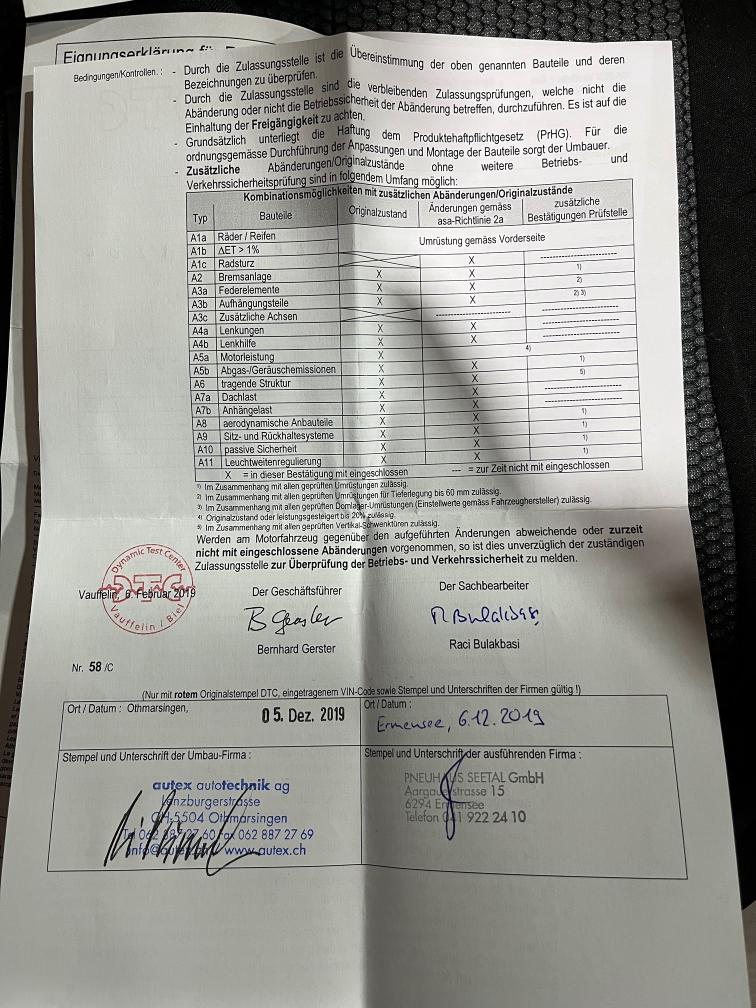 Eignungserklärung
Bedingungen/Kontrollen.: - Durch die Zulassungsstelle ist die Übereinstimmung der oben genannten Bauteile und deren
Bezeichnungen zu überprüfen.
- Durch die Zulassungsstelle sind die verbleibenden Zulassungsprüfungen, welche nicht die
Abänderung oder nicht die Betriebssicherheit der Abänderung betreffen, durchzuführen. Es ist auf die
Einhaltung der Freigängigkeit zu achten.
- Grundsätzlich unterliegt die Haftung dem Produktehaftpflichtgesetz (PrHG). Für die
ordnungsgemässe Durchführung der Anpassungen und Montage der Bauteile sorgt der Umbauer.
- Zusätzliche Abänderungen/Originalzustände ohne weitere Betriebs- und
Verkehrssicherheitsprüfung sind in folgendem Umfang möglich:
Kombinationsmöglichkeiten mit zusätzlichen Abänderungen/Originalzustände
Typ Bauteile Originalzustand Änderungen gemäss asa-Richtlinie 2a zusätzliche Bestätigungen Prüfstelle
A1a Räder / Reifen Umrüstung gemäss Vorderseite
A1b ΔET > 1%
A1c Radsturz X ----------------------
A2 Bremsanlage X X 1)
A3a Federelemente X X 2)
A3b Aufhängungsteile X X 2) 3)
A3c Zusätzliche Achsen ---------------------- ----------------------
A4a Lenkungen X X ----------------------
A4b Lenkhilfe X X ----------------------
A5a Motorleistung X 4)
A5b Abgas-/Geräuschemissionen X X 1)
A6 tragende Struktur X X 5)
A7a Dachlast X X ----------------------
A7b Anhängelast X X ----------------------
A8 aerodynamische Anbauteile X X 1)
A9 Sitz- und Rückhaltesysteme X X 1)
A10 passive Sicherheit X X 1)
A11 Leuchtweitenregulierung X X 1)
X = in dieser Bestätigung mit eingeschlossen --- = zur Zeit nicht mit eingeschlossen
1) Im Zusammenhang mit allen geprüften Umrüstungen zulässig.
2) Im Zusammenhang mit allen geprüften Umrüstungen für Tieferlegung bis 60 mm zulässig.
3) Im Zusammenhang mit allen geprüften Domlager-Umrüstungen (Einstellwerte gemäss Fahrzeughersteller) zulässig.
4) Originalzustand oder leistungsgesteigert bis 20% zulässig.
5) Im Zusammenhang mit allen geprüften Vertikal-Schwenktüren zulässig.
Werden am Motorfahrzeug gegenüber den aufgeführten Änderungen abweichende oder zurzeit
nicht mit eingeschlossene Abänderungen vorgenommen, so ist dies unverzüglich der zuständigen
Zulassungsstelle zur Überprüfung der Betriebs- und Verkehrssicherheit zu melden.
Dynamic Test Center
DTC
Vauffelin / Biel
Vauffelin, 6. Februar 2019
Der Geschäftsführer Der Sachbearbeiter
B Gerster R Bulakbasi
Bernhard Gerster Raci Bulakbasi
Nr. 58 /C
(Nur mit rotem Originalstempel DTC, eingetragenem VIN-Code sowie Stempel und Unterschriften der Firmen gültig !)
Ort / Datum : Othmarsingen, 05. Dez. 2019
Ort / Datum :
Ermensee, 6.12.2019
Stempel und Unterschrift der Umbau-Firma :
autex autotechnik ag
Lenzburgerstrasse
CH-5504 Othmarsingen
Tel 062 887 27 60 Fax 062 887 27 69
info@autex.ch www.autex.ch
Stempel und Unterschrift der ausführenden Firma :
PNEUHAUS SEETAL GmbH
Aargauerstrasse 15
6294 Ermensee
Telefon 041 922 24 10